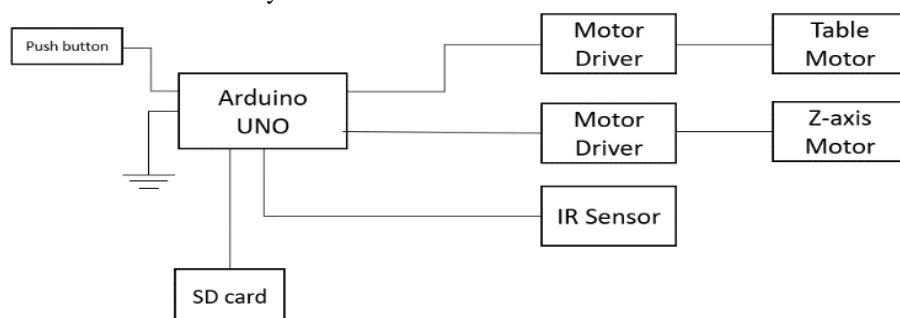 Push button
Arduino
UNO
Motor
Driver
Table
Motor
Motor
Driver
Z-axis
Motor
IR Sensor
SD card